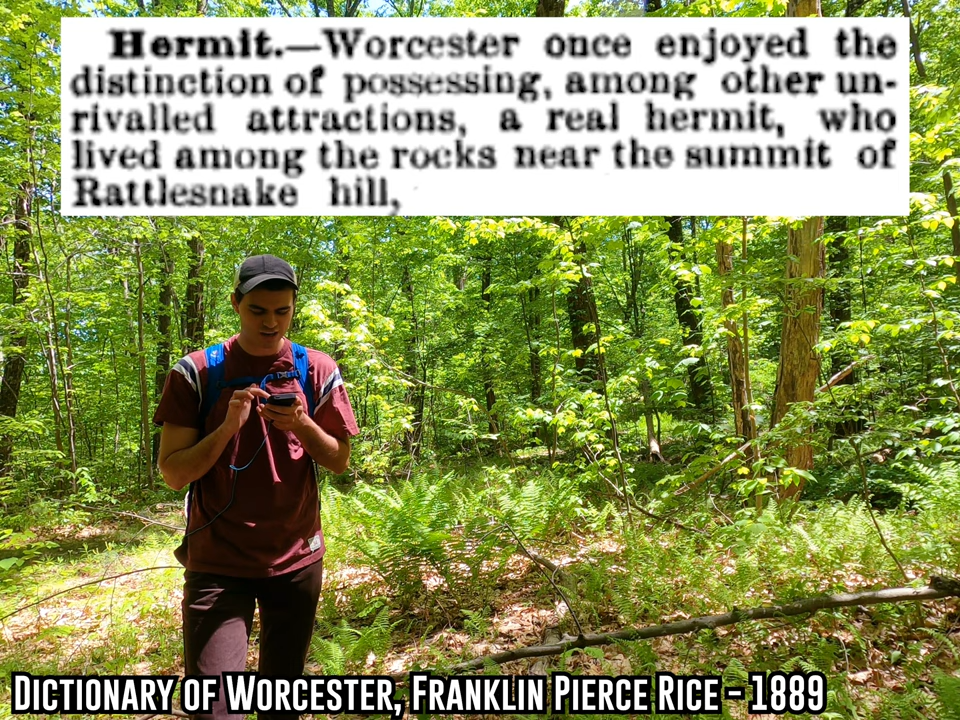 Hermit.—Worcester once enjoyed the
distinction of possessing, among other un-
rivalled attractions, a real hermit, who
lived among the rocks near the summit of
Rattlesnake hill,
DICTIONARY OF WORCESTER, FRANKLIN PIERCE RICE - 1889